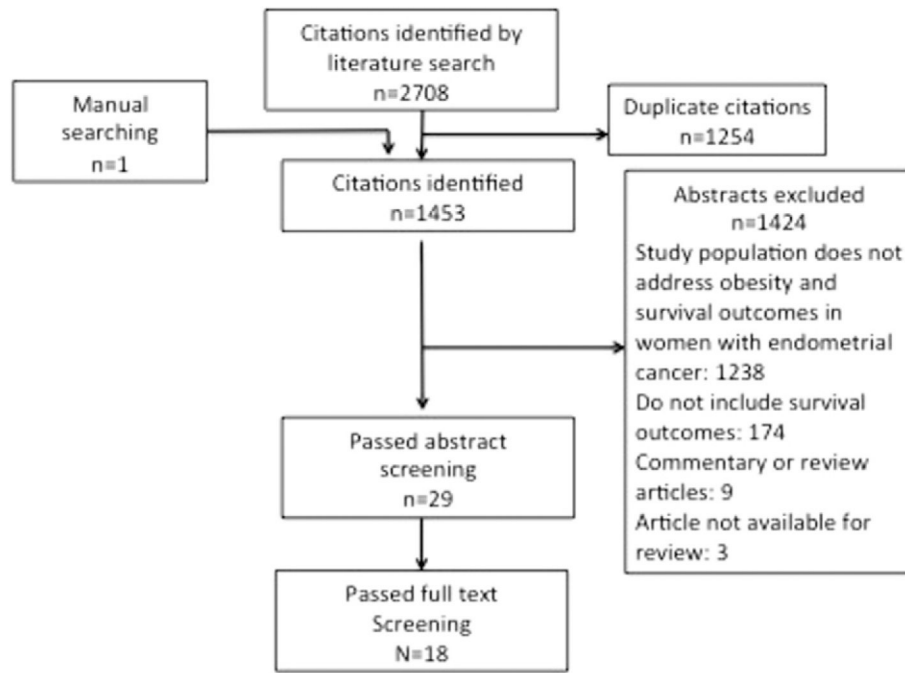 Citations identified by
literature search
n=2708
Manual
searching
n=1
Duplicate citations
n=1254
Citations identified
n=1453
Abstracts excluded
n=1424
Study population does not
address obesity and
survival outcomes in
women with endometrial
cancer: 1238
Do not include survival
outcomes: 174
Commentary or review
articles: 9
Article not available for
review: 3
Passed abstract
screening
n=29
Passed full text
Screening
N=18